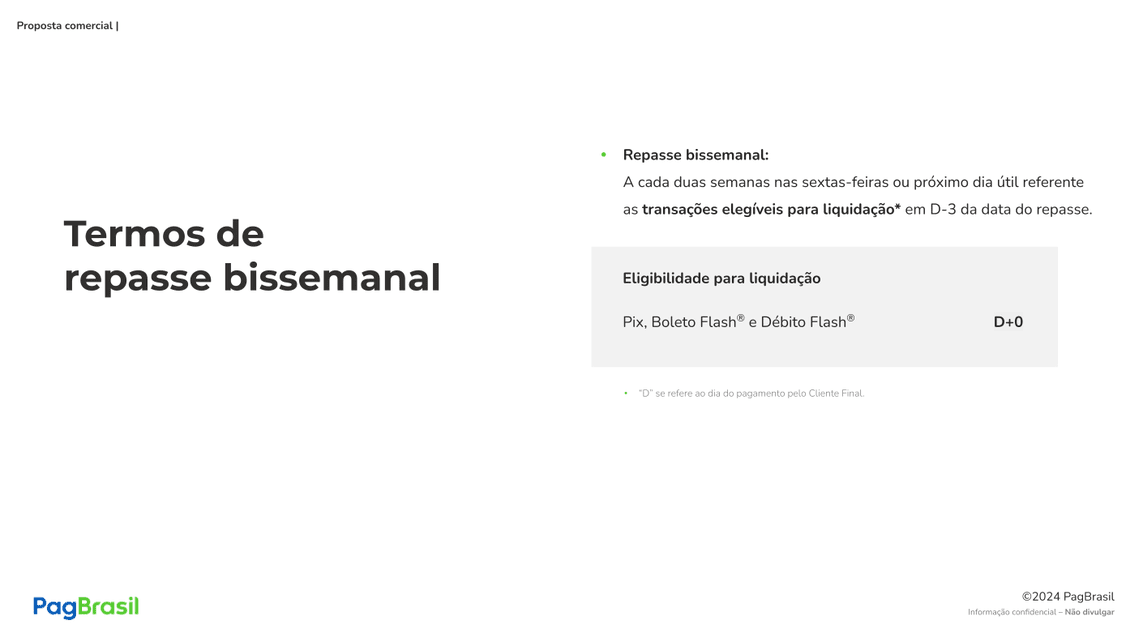 Proposta comercial |
Termos de
repasse bissemanal
• Repasse bissemanal:
A cada duas semanas nas sextas-feiras ou próximo dia útil referente
as transações elegíveis para liquidação* em D-3 da data do repasse.
Eligibilidade para liquidação
Pix, Boleto Flash® e Débito Flash® D+0
• “D” se refere ao dia do pagamento pelo Cliente Final.
PagBrasil
©2024 PagBrasil
Informação confidencial – Não divulgar